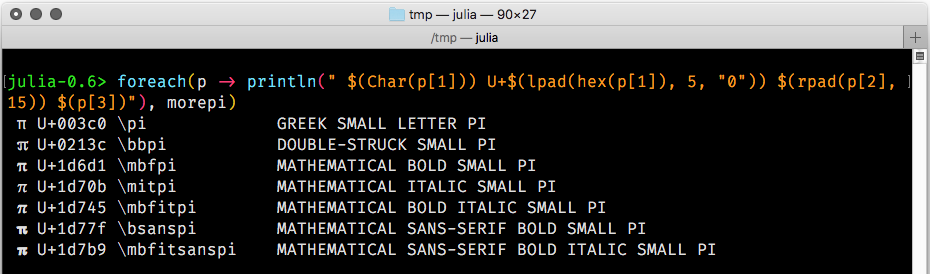 tmp — julia — 90×27
/tmp — julia
julia-0.6> foreach(p -> println(" $(Char(p[1])) U+$(lpad(hex(p[1]), 5, "0")) $(rpad(p[2],
15)) $(p[3])"), morepi)
π U+003c0 \pi GREEK SMALL LETTER PI
ℼ U+0213c \bbpi DOUBLE-STRUCK SMALL PI
𝛑 U+1d6d1 \mbfpi MATHEMATICAL BOLD SMALL PI
𝜋 U+1d70b \mitpi MATHEMATICAL ITALIC SMALL PI
𝝅 U+1d745 \mbfitpi MATHEMATICAL BOLD ITALIC SMALL PI
𝝿 U+1d77f \bsanspi MATHEMATICAL SANS-SERIF BOLD SMALL PI
𝞹 U+1d7b9 \mbfitsanspi MATHEMATICAL SANS-SERIF BOLD ITALIC SMALL PI